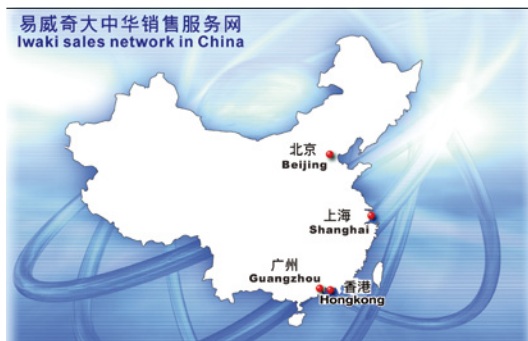 易威奇大中华销售服务网
Iwaki sales network in China
北京
Beijing
上海
Shanghai
广州
Guangzhou
香港
Hongkong